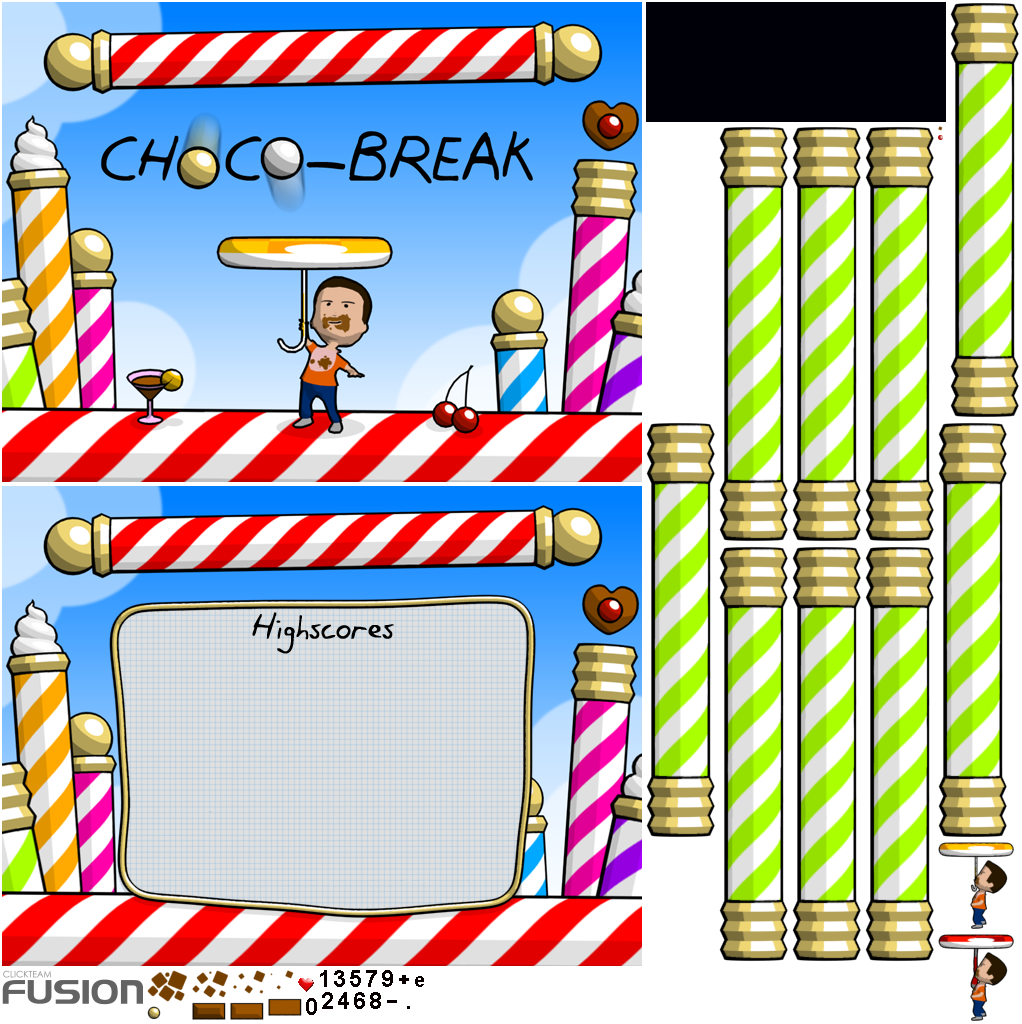 CHOCO-BREAK
Highscores
CLICKTEAM
FUSION
13579+e
02468-.